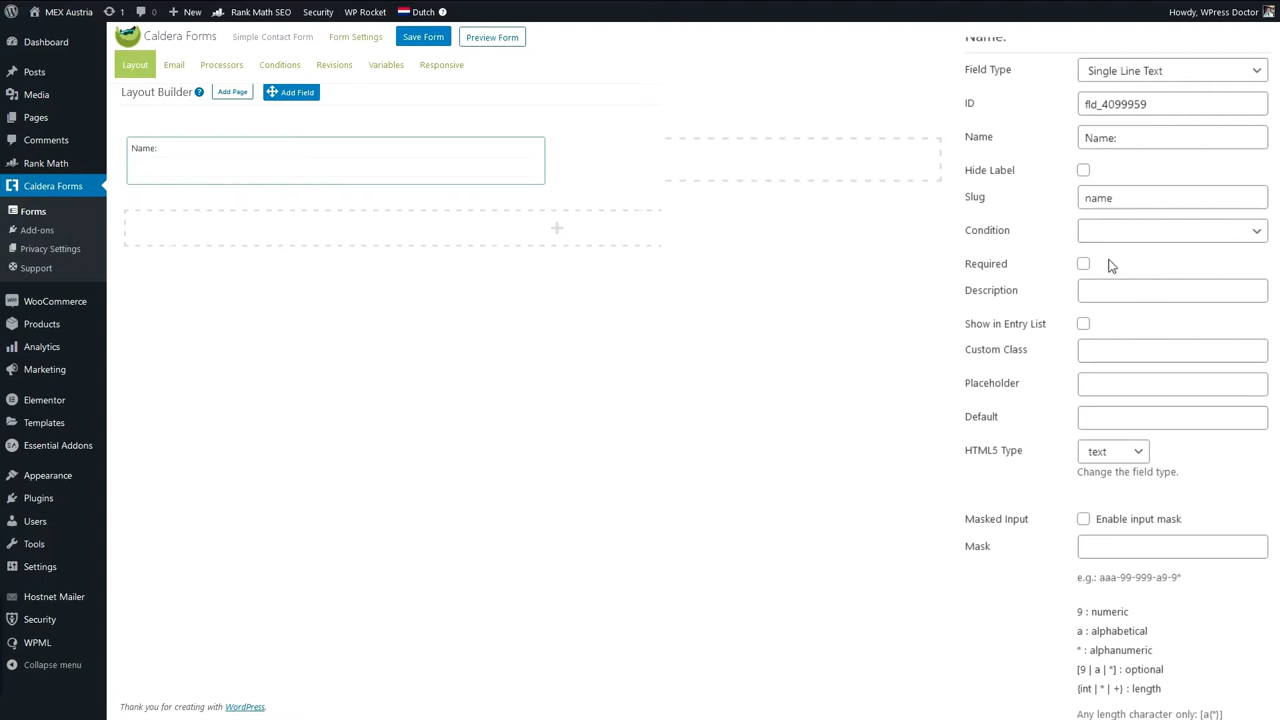 MEX Austria
1
0
New
Rank Math SEO
Security
WP Rocket
Dutch
Howdy, WPress Doctor
Dashboard
Posts
Media
Pages
Comments
Rank Math
Caldera Forms
Forms
Add-ons
Privacy Settings
Support
WooCommerce
Products
Analytics
Marketing
Elementor
Templates
Essential Addons
Appearance
Plugins
Users
Tools
Settings
Hostnet Mailer
Security
WPML
Collapse menu
Caldera Forms
Simple Contact Form
Form Settings
Save Form
Preview Form
Layout
Email
Processors
Conditions
Revisions
Variables
Responsive
Layout Builder
Add Page
Add Field
Name:
Thank you for creating with WordPress.
Name:
Field Type
Single Line Text
ID
fld_4099959
Name
Name:
Hide Label
Slug
name
Condition
Required
Description
Show in Entry List
Custom Class
Placeholder
Default
HTML5 Type
text
Change the field type.
Masked Input
Enable input mask
Mask
e.g.: aaa-99-999-a9-9*
9 : numeric
a : alphabetical
* : alphanumeric
[9 | a | *] : optional
{int | * | +} : length
Any length character only: [a{*}]